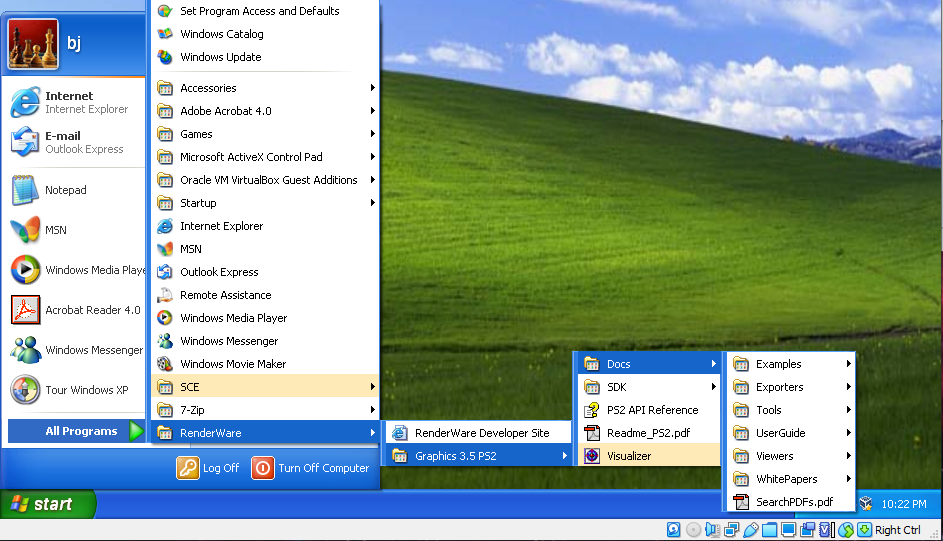 bj
Internet
Internet Explorer
E-mail
Outlook Express
Notepad
MSN
Windows Media Playe
Acrobat Reader 4.0
Windows Messenger
Tour Windows XP
All Programs
Set Program Access and Defaults
Windows Catalog
Windows Update
Accessories
Adobe Acrobat 4.0
Games
Microsoft ActiveX Control Pad
Oracle VM VirtualBox Guest Additions
Startup
Internet Explorer
MSN
Outlook Express
Remote Assistance
Windows Media Player
Windows Messenger
Windows Movie Maker
SCE
7-Zip
RenderWare
RenderWare Developer Site
Graphics 3.5 PS2
Docs
SDK
PS2 API Reference
Readme_PS2.pdf
Visualizer
Examples
Exporters
Tools
UserGuide
Viewers
WhitePapers
SearchPDFs.pdf
Log Off
Turn Off Computer
start
10:22 PM
Right Ctrl